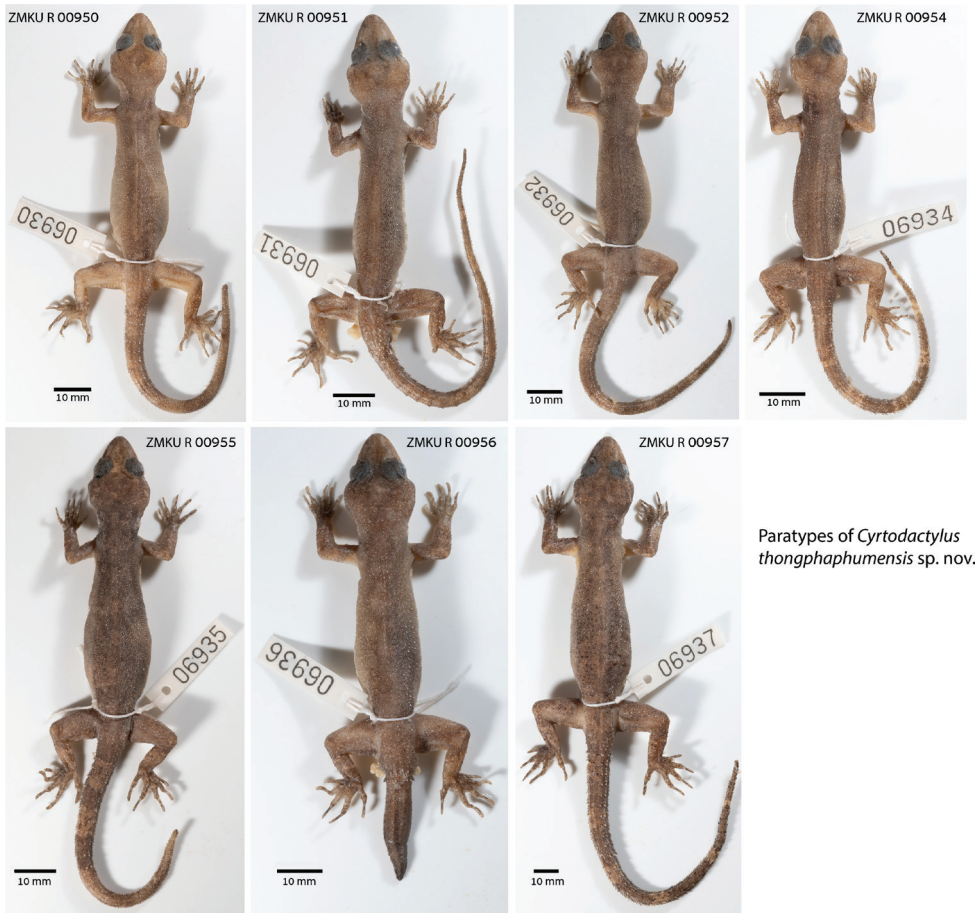 ZMKU R 00950
ZMKU R 00951
ZMKU R 00952
ZMKU R 00954
06930
06931
06932
06934
10 mm
10 mm
10 mm
10 mm
ZMKU R 00955
ZMKU R 00956
ZMKU R 00957
Paratypes of Cyrtodactylus
thongphaphumensis sp. nov.
06935
06936
06937
10 mm
10 mm
10 mm